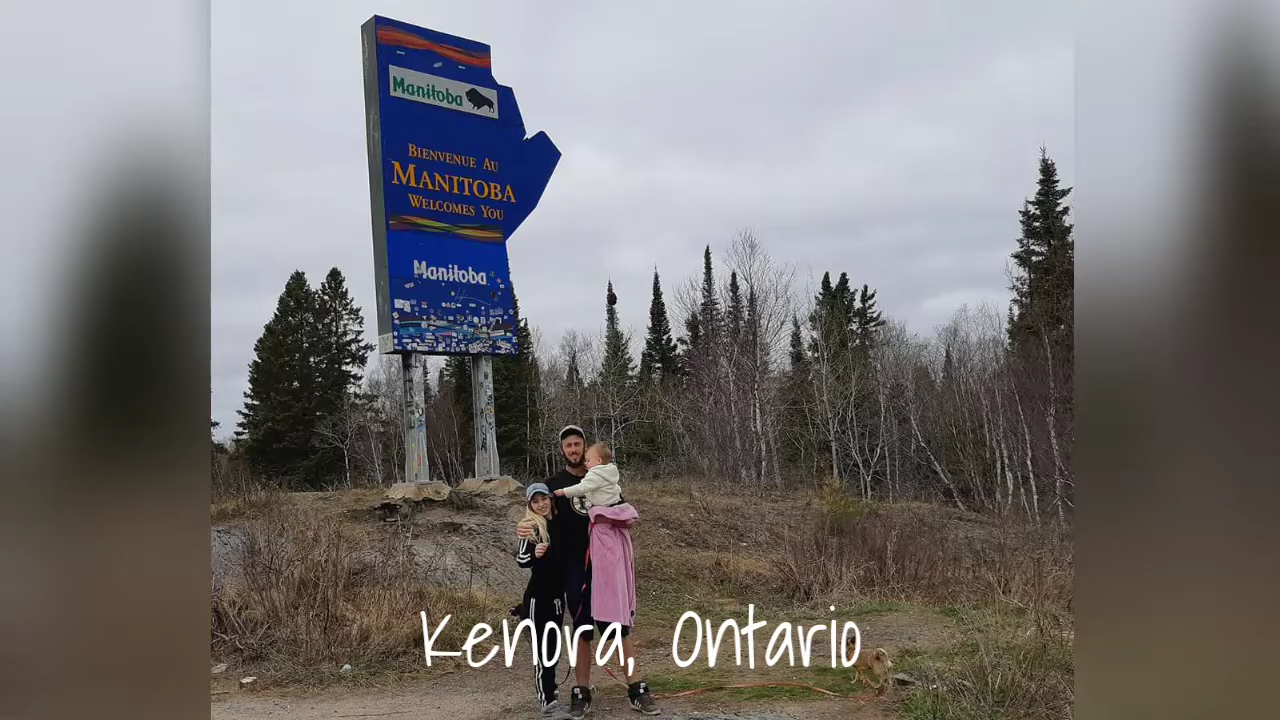 Manitoba
Bienvenue Au
Manitoba
Welcomes You
Manitoba
Kenora, Ontario